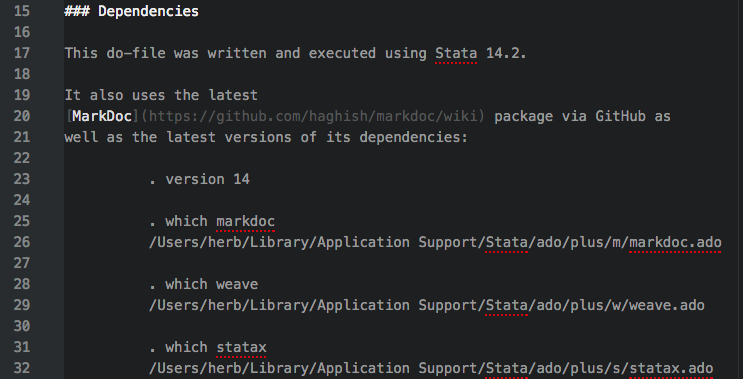 15 ### Dependencies
16
17 This do-file was written and executed using Stata 14.2.
18
19 It also uses the latest
20 [MarkDoc](https://github.com/haghish/markdoc/wiki) package via GitHub as
21 well as the latest versions of its dependencies:
22
23 . version 14
24
25 . which markdoc
26 /Users/herb/Library/Application Support/Stata/ado/plus/m/markdoc.ado
27
28 . which weave
29 /Users/herb/Library/Application Support/Stata/ado/plus/w/weave.ado
30
31 . which statax
32 /Users/herb/Library/Application Support/Stata/ado/plus/s/statax.ado